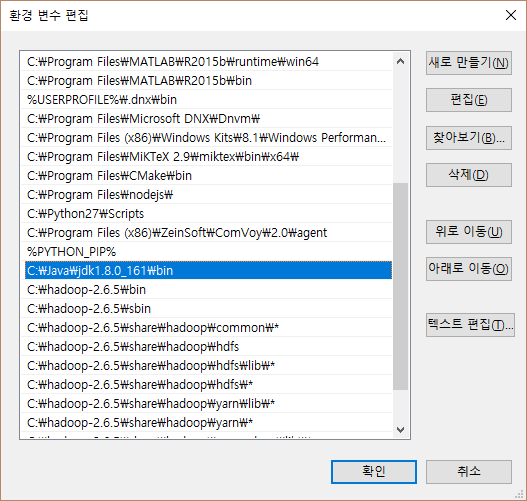 환경 변수 편집
C:₩Program Files₩MATLAB₩R2015b₩runtime₩win64
C:₩Program Files₩MATLAB₩R2015b₩bin
%USERPROFILE%₩.dnx₩bin
C:₩Program Files₩Microsoft DNX₩Dnvm₩
C:₩Program Files (x86)₩Windows Kits₩8.1₩Windows Performan...
C:₩Program Files₩MiKTeX 2.9₩miktex₩bin₩x64₩
C:₩Program Files₩CMake₩bin
C:₩Program Files₩nodejs₩
C:₩Python27₩Scripts
C:₩Program Files (x86)₩ZeinSoft₩ComVoy₩2.0₩agent
%PYTHON_PIP%
C:₩Java₩jdk1.8.0_161₩bin
C:₩hadoop-2.6.5₩bin
C:₩hadoop-2.6.5₩sbin
C:₩hadoop-2.6.5₩share₩hadoop₩common₩*
C:₩hadoop-2.6.5₩share₩hadoop₩hdfs
C:₩hadoop-2.6.5₩share₩hadoop₩hdfs₩lib₩*
C:₩hadoop-2.6.5₩share₩hadoop₩hdfs₩*
C:₩hadoop-2.6.5₩share₩hadoop₩yarn₩lib₩*
C:₩hadoop-2.6.5₩share₩hadoop₩yarn₩*
새로 만들기(N)
편집(E)
찾아보기(B)...
삭제(D)
위로 이동(U)
아래로 이동(O)
텍스트 편집(T)...
확인
취소